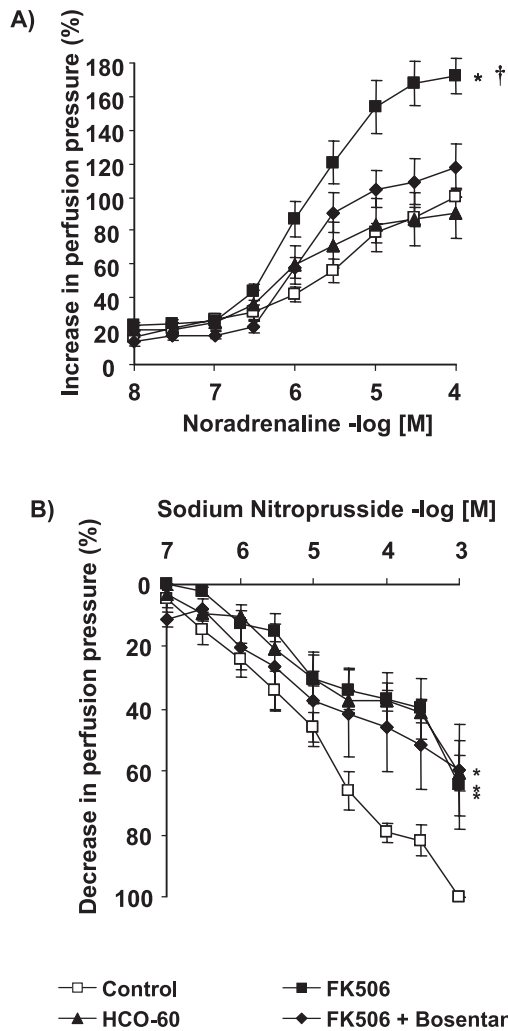 A)
Increase in perfusion pressure (%)
180
160
140
120
100
80
60
40
20
0
* †
8 7 6 5 4
Noradrenaline -log [M]
B)
Sodium Nitroprusside -log [M]
7 6 5 4 3
Decrease in perfusion pressure (%)
0
20
40
60
80
100
*
*
*
Control
FK506
HCO-60
FK506 + Bosentan